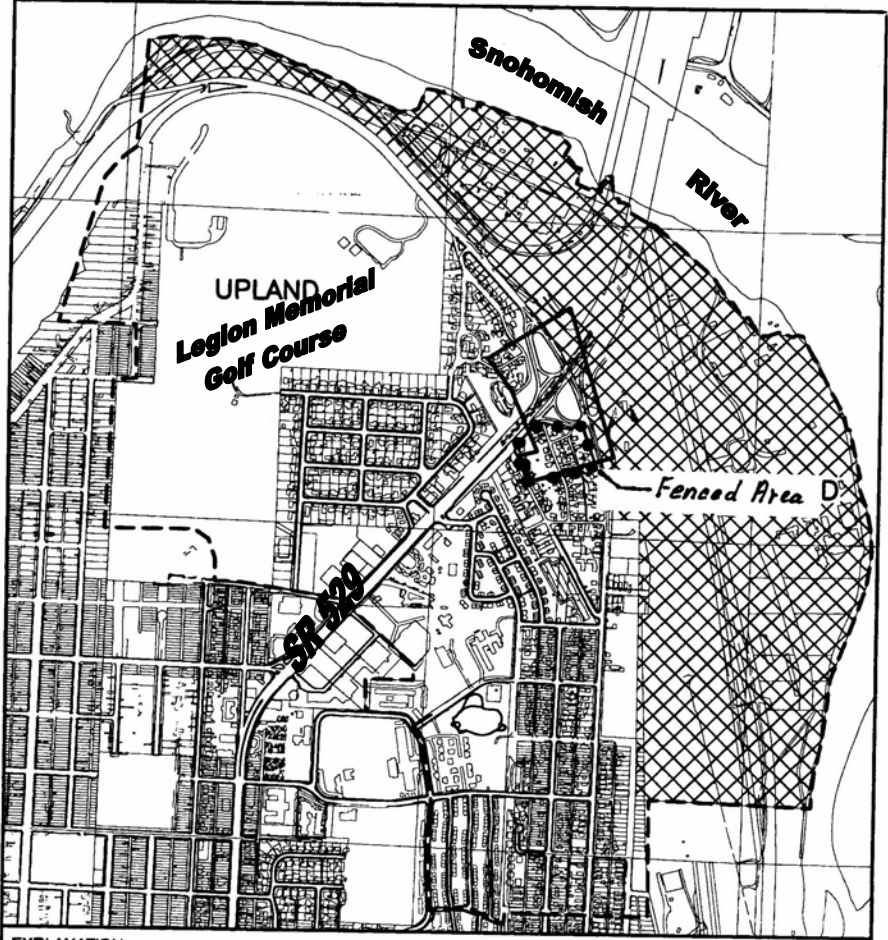 Snohomish
River
UPLAND
Legion Memorial
Golf Course
Fenced Area D
SR 529